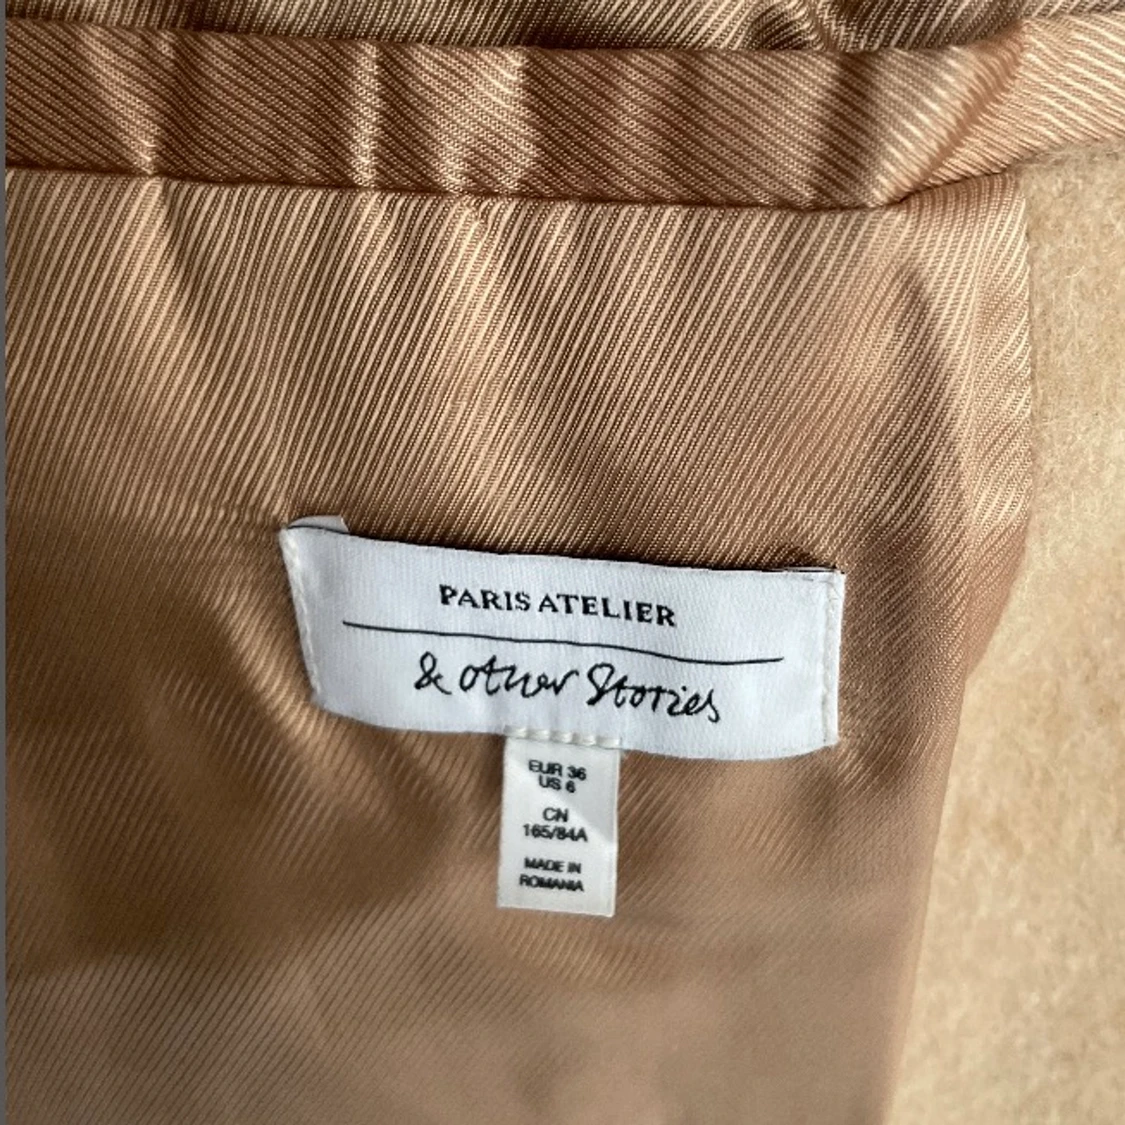 PARIS ATELIER
& other Stories
EUR 36
US 6
CN
165/84A
MADE IN
ROMANIA